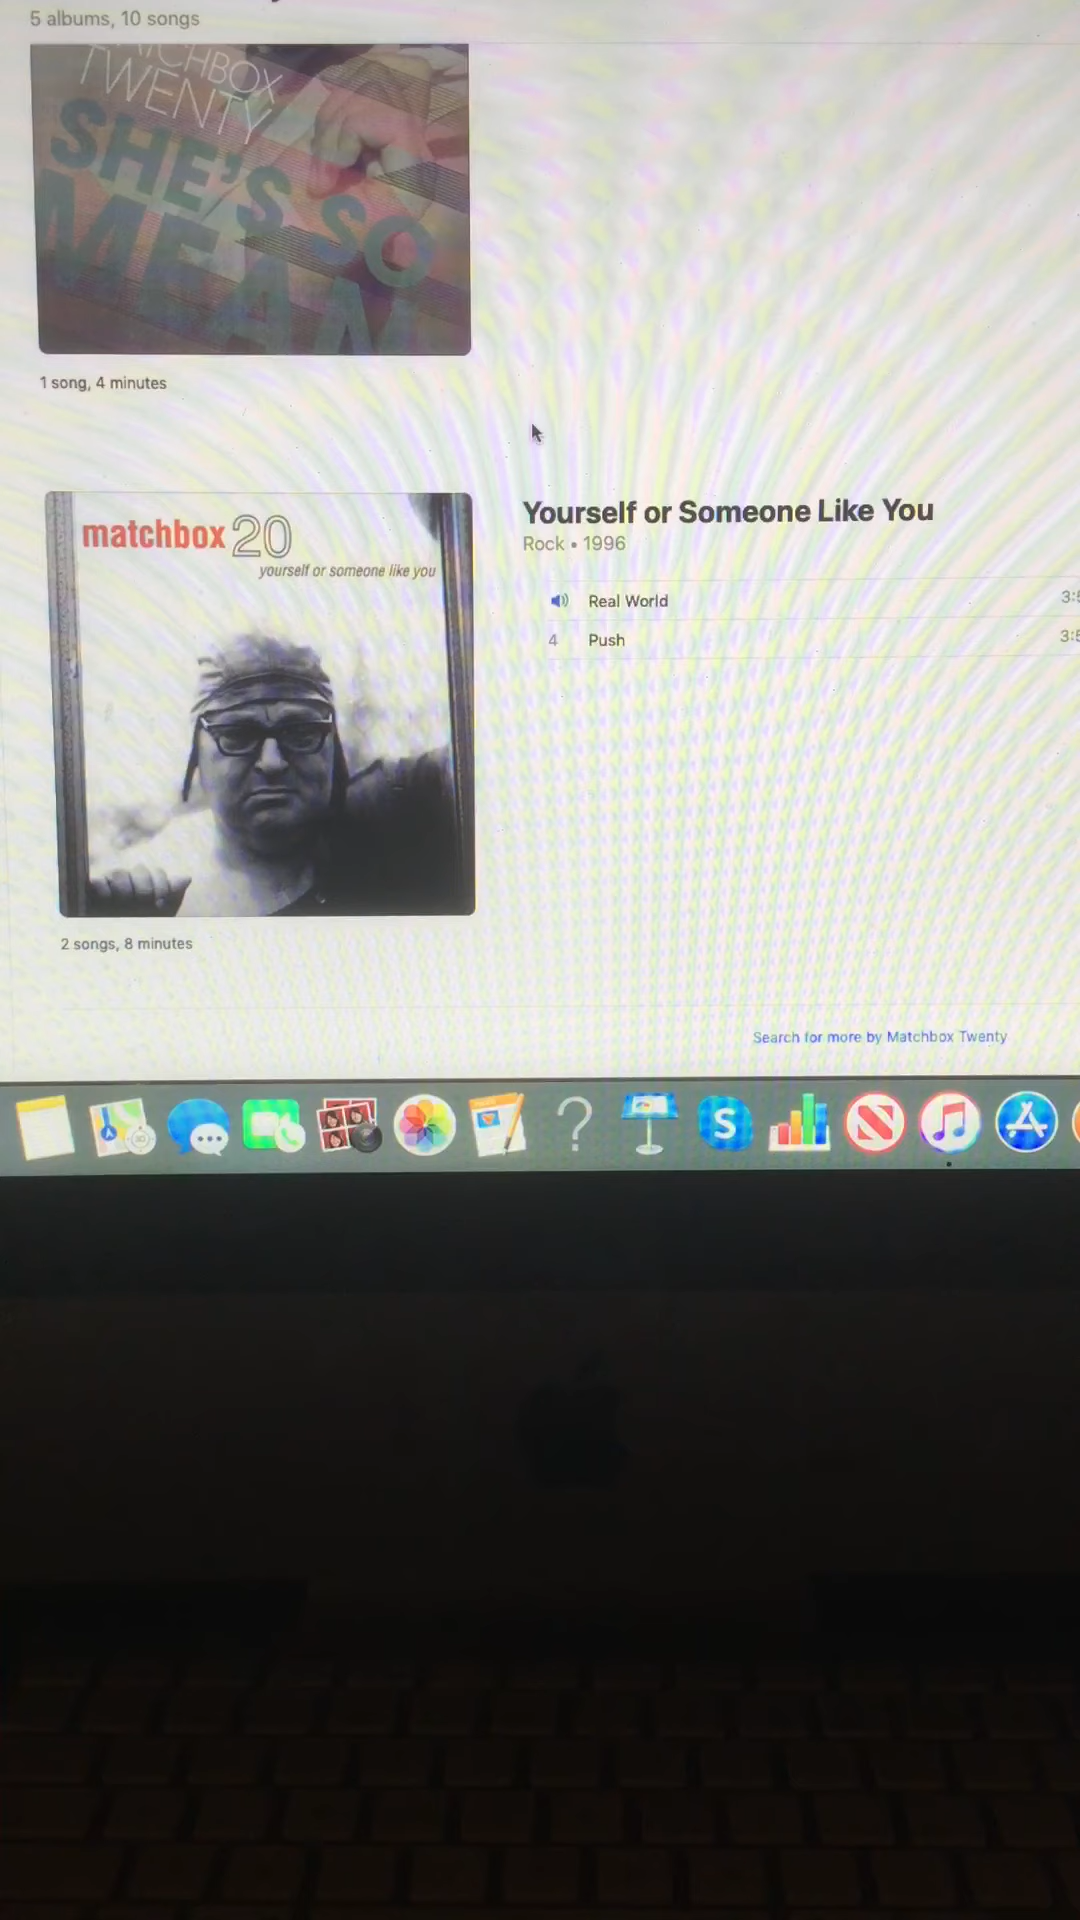 5 albums, 10 songs
MATCHBOX
TWENTY
SHE'S SO
MEAN
1 song, 4 minutes
matchbox 20
yourself or someone like you
Yourself or Someone Like You
Rock • 1996
Real World
4 Push
2 songs, 8 minutes
Search for more by Matchbox Twenty
S